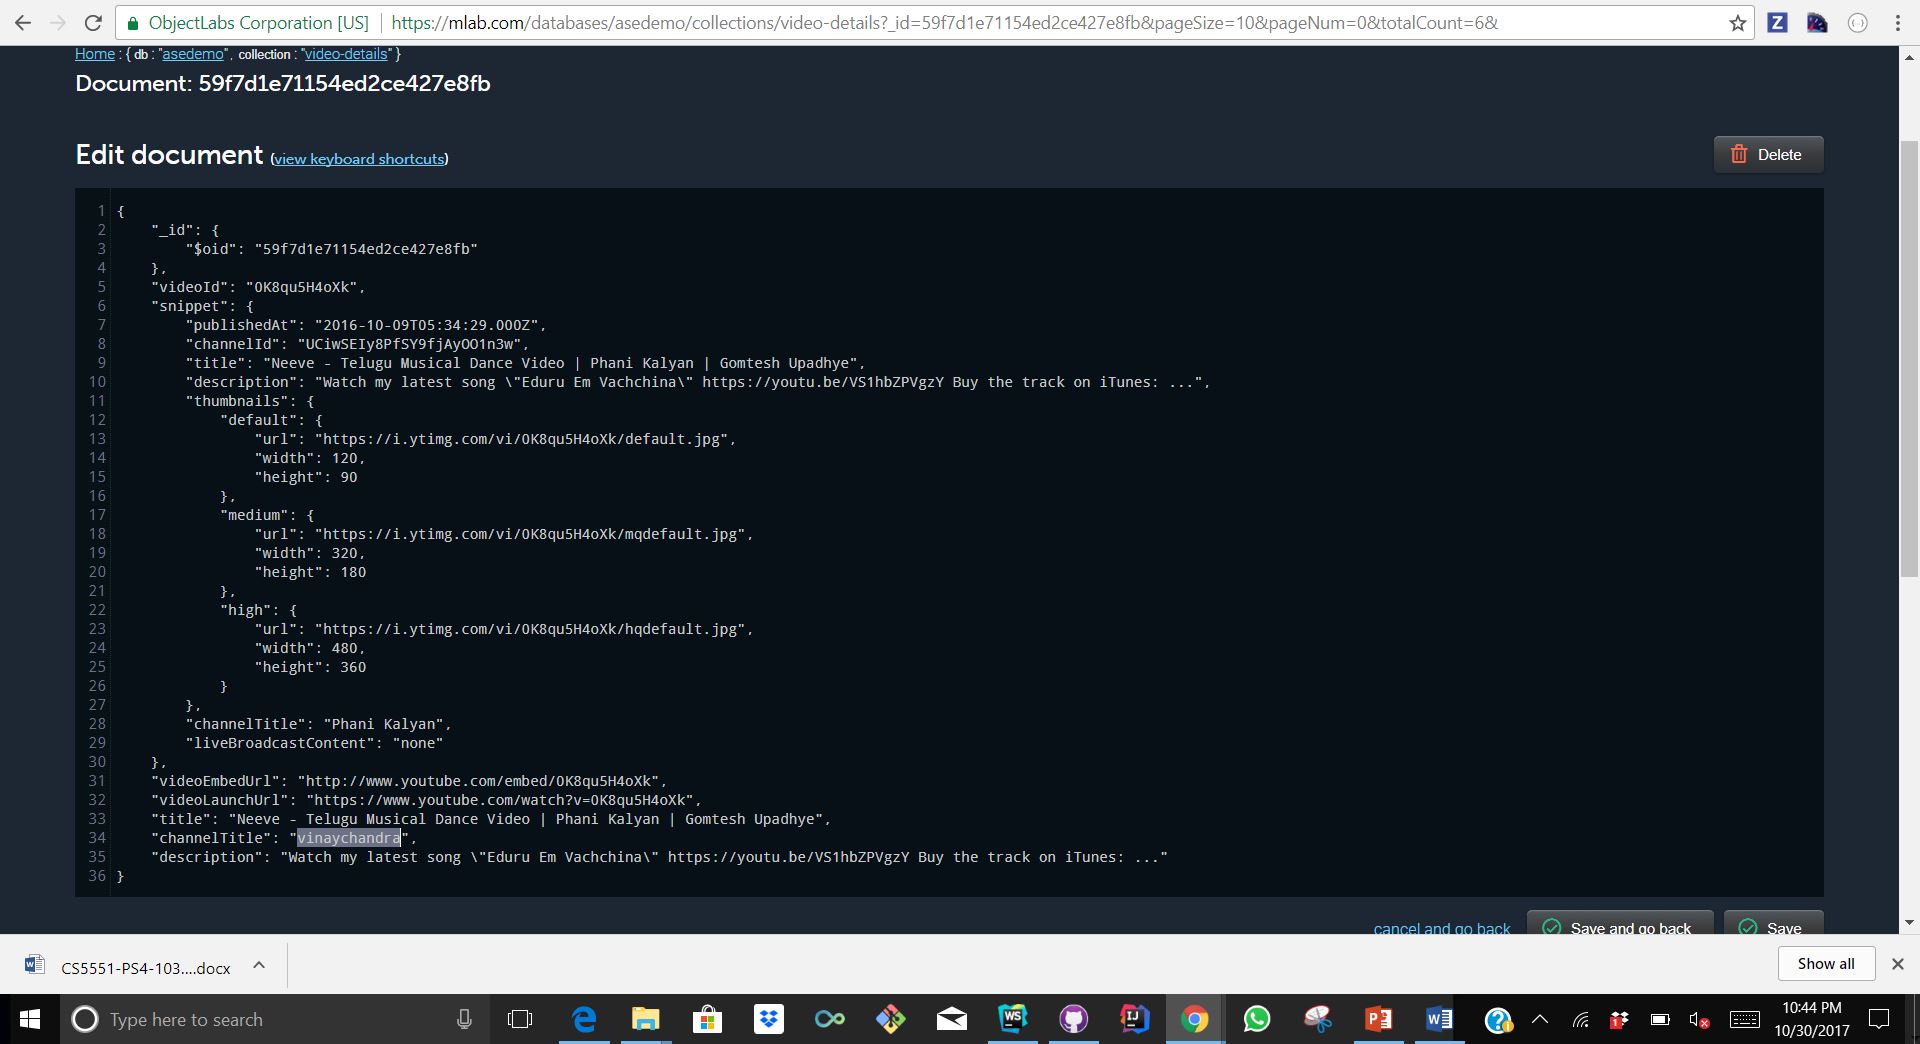 ObjectLabs Corporation [US] https://mlab.com/databases/asedemo/collections/video-details?_id=59f7d1e71154ed2ce427e8fb&pageSize=10&pageNum=0&totalCount=6&
Home : { db : "asedemo", collection : "video-details" }
Document: 59f7d1e71154ed2ce427e8fb
Edit document (view keyboard shortcuts)
Delete
1 {
2 "_id": {
3 "$oid": "59f7d1e71154ed2ce427e8fb"
4 },
5 "videoId": "0K8qu5H4oXk",
6 "snippet": {
7 "publishedAt": "2016-10-09T05:34:29.000Z",
8 "channelId": "UCiwSEIy8PfSY9fjAyOO1n3w",
9 "title": "Neeve - Telugu Musical Dance Video | Phani Kalyan | Gomtesh Upadhye",
10 "description": "Watch my latest song \"Eduru Em Vachchina\" https://youtu.be/VS1hbZPVgzY Buy the track on iTunes: ...",
11 "thumbnails": {
12 "default": {
13 "url": "https://i.ytimg.com/vi/0K8qu5H4oXk/default.jpg",
14 "width": 120,
15 "height": 90
16 },
17 "medium": {
18 "url": "https://i.ytimg.com/vi/0K8qu5H4oXk/mqdefault.jpg",
19 "width": 320,
20 "height": 180
21 },
22 "high": {
23 "url": "https://i.ytimg.com/vi/0K8qu5H4oXk/hqdefault.jpg",
24 "width": 480,
25 "height": 360
26 }
27 },
28 "channelTitle": "Phani Kalyan",
29 "liveBroadcastContent": "none"
30 },
31 "videoEmbedUrl": "http://www.youtube.com/embed/0K8qu5H4oXk",
32 "videoLaunchUrl": "https://www.youtube.com/watch?v=0K8qu5H4oXk",
33 "title": "Neeve - Telugu Musical Dance Video | Phani Kalyan | Gomtesh Upadhye",
34 "channelTitle": "vinaychandra",
35 "description": "Watch my latest song \"Eduru Em Vachchina\" https://youtu.be/VS1hbZPVgzY Buy the track on iTunes: ..."
36 }
cancel and go back Save and go back Save
CS5551-PS4-103....docx Show all
Type here to search
10:44 PM
10/30/2017